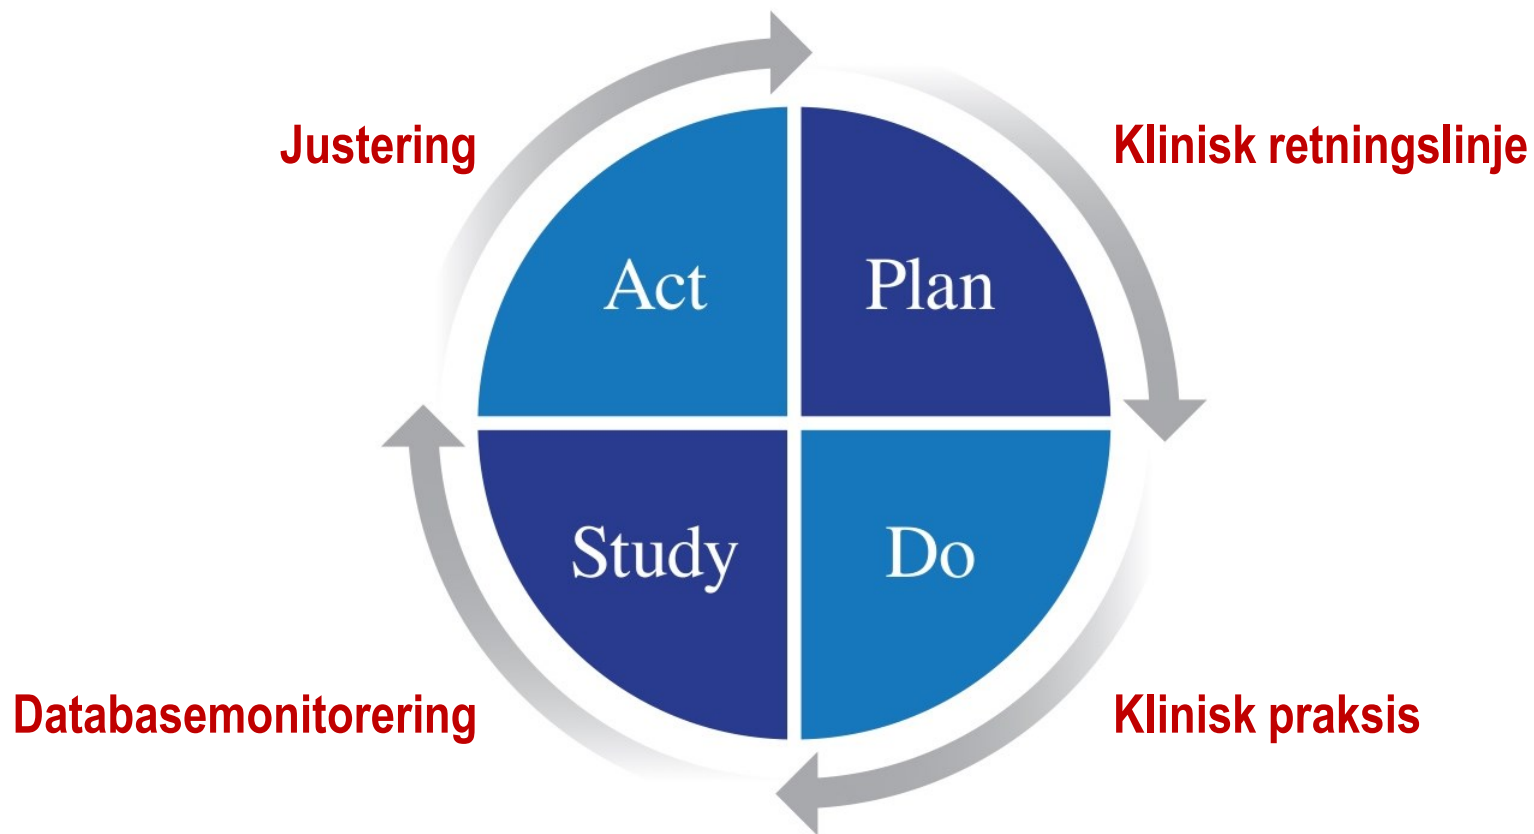 Justering
Klinisk retningslinje
Act
Plan
Study
Do
Databasemonitorering
Klinisk praksis